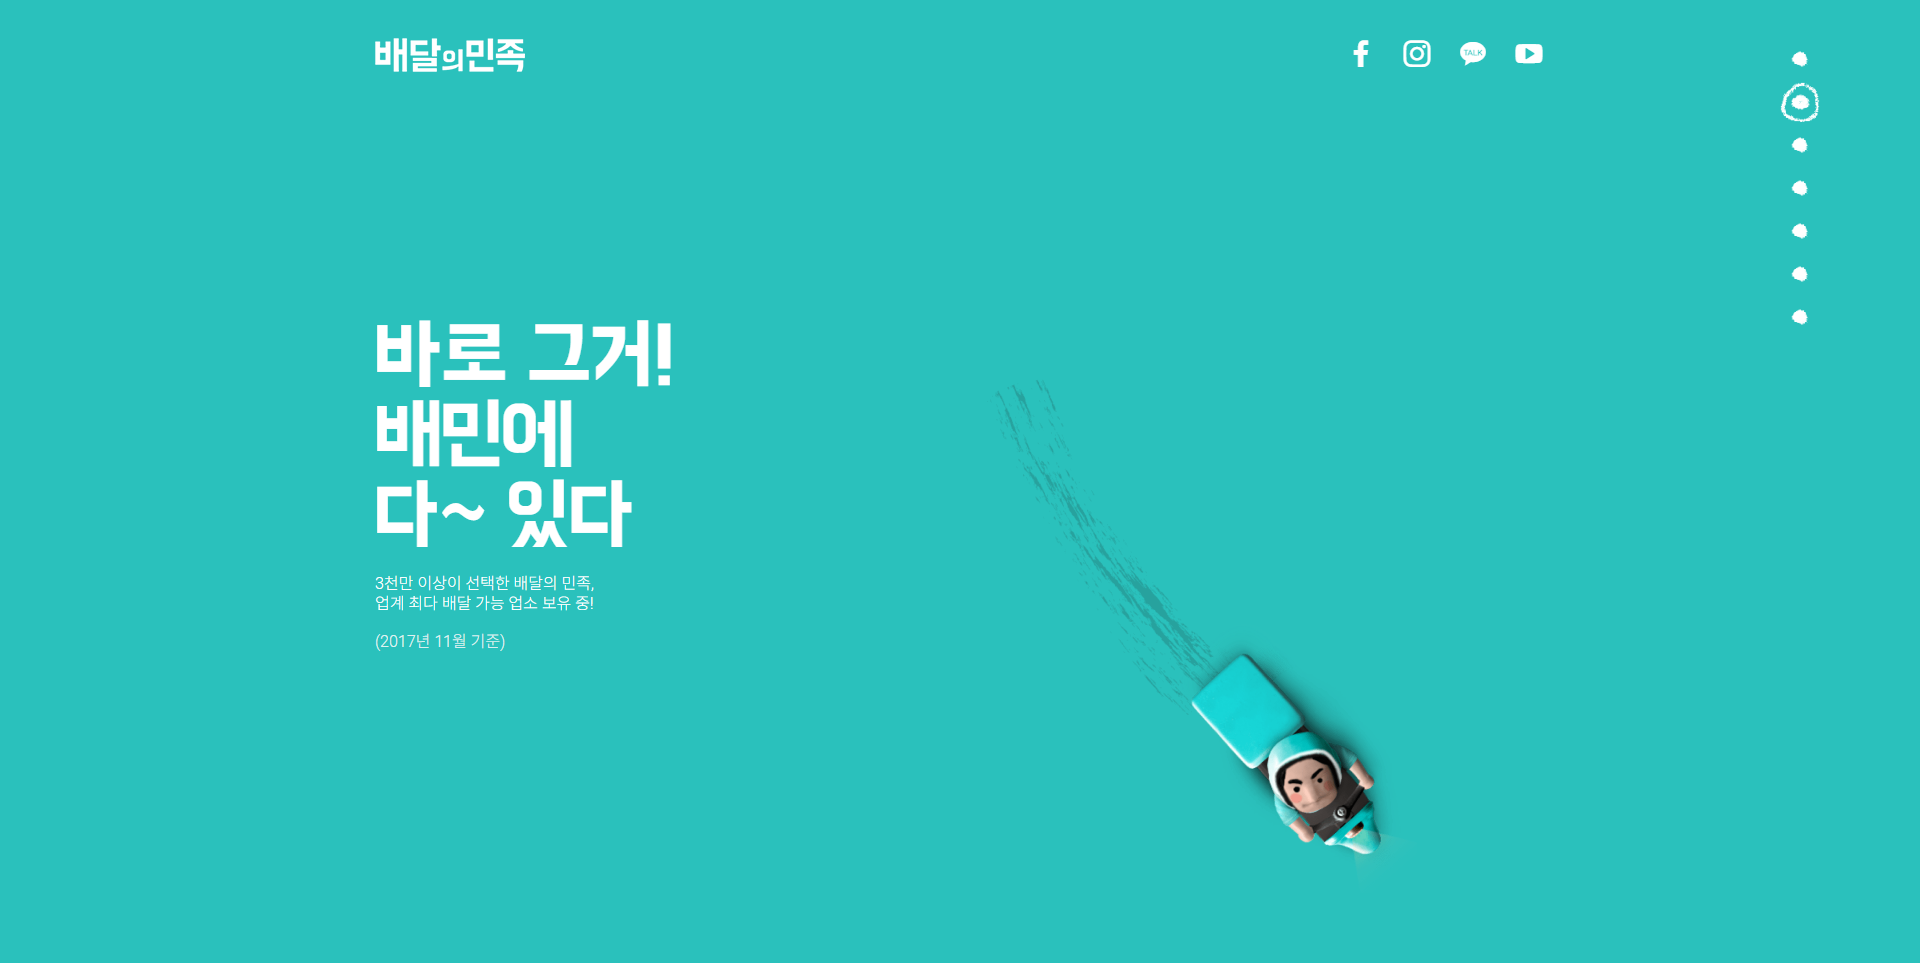 배달의민족
TALK
바로 그거!
배민에
다~ 있다
3천만 이상이 선택한 배달의 민족,
업계 최다 배달 가능 업소 보유 중!
(2017년 11월 기준)